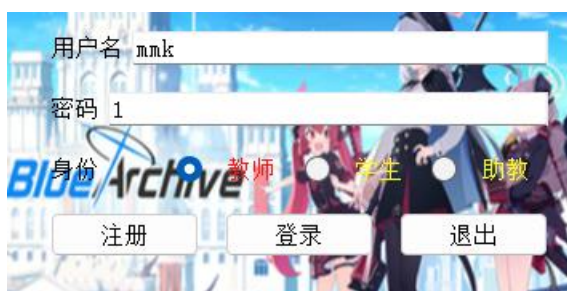 用户名 mmk
密码 1
身份 教师 学生 助教
Blue Archive
注册 登录 退出